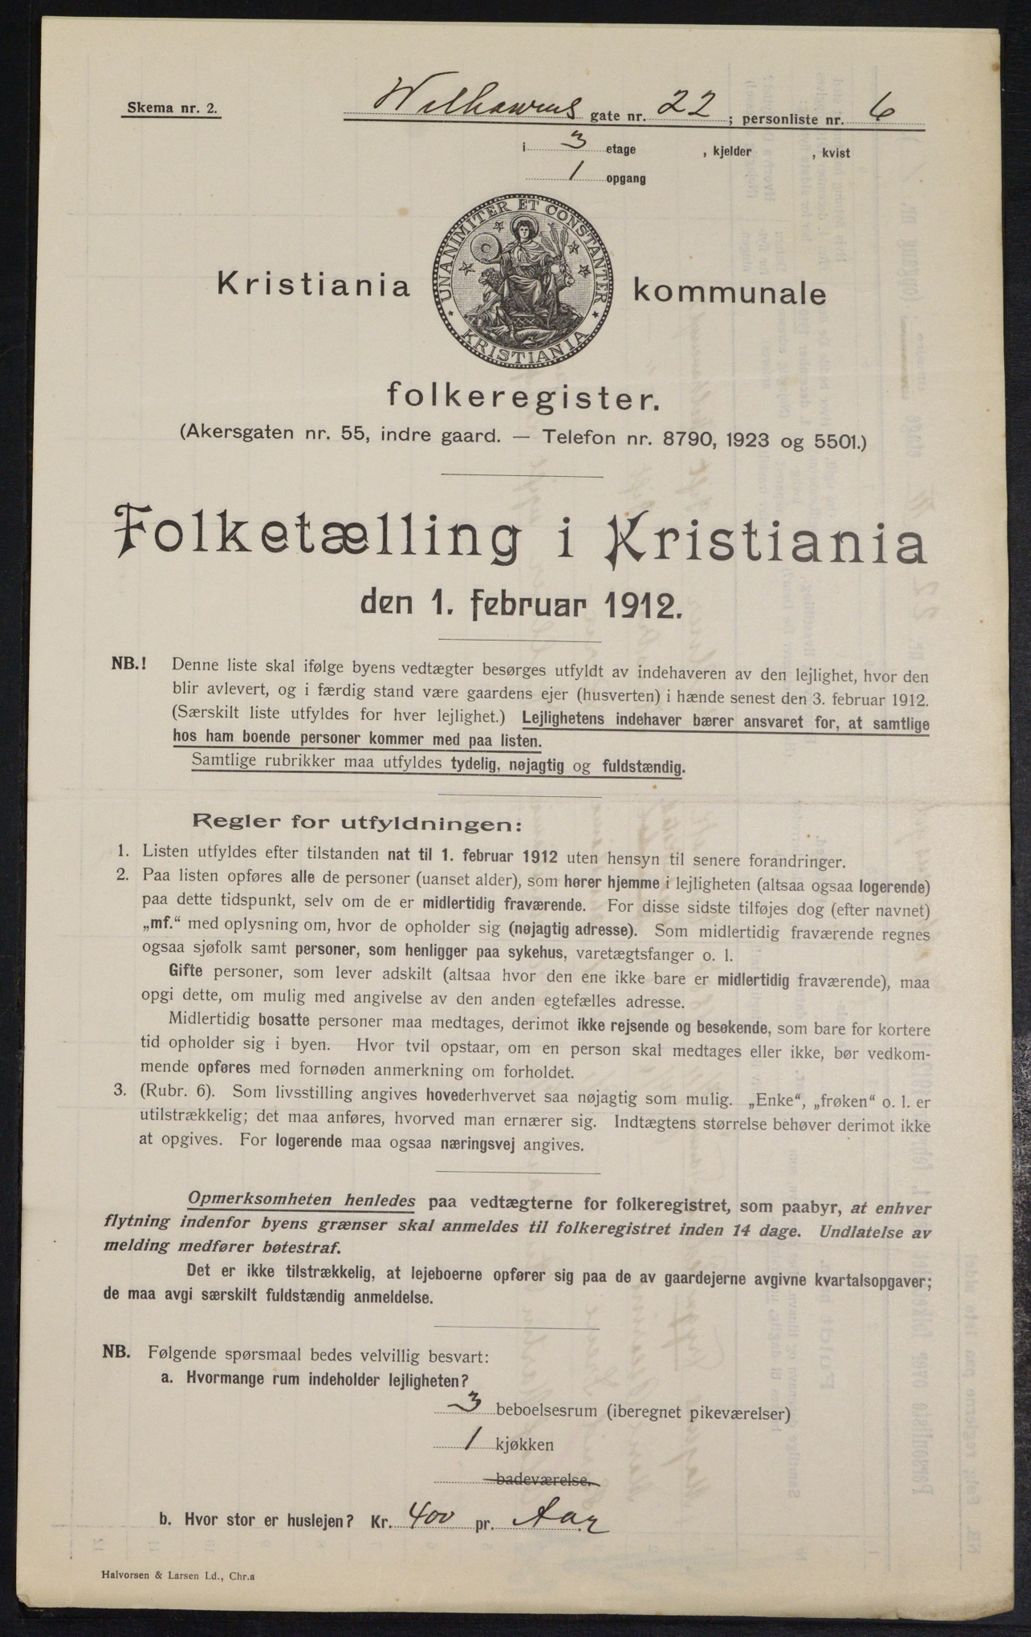 Skema nr. 2.
Welhavens gate nr. 22; personliste nr. 6
i 3 etage , kjelder , kvist
1 opgang
UNANIMITER ET CONSTANTER
KRISTIANIA
Kristiania kommunale
folkeregister.
(Akersgaten nr. 55, indre gaard. — Telefon nr. 8790, 1923 og 5501.)
Folketælling i Kristiania
den 1. februar 1912.
NB.! Denne liste skal ifølge byens vedtægter besørges utfyldt av indehaveren av den lejlighet, hvor den
blir avlevert, og i færdig stand være gaardens ejer (husverten) i hænde senest den 3. februar 1912.
(Særskilt liste utfyldes for hver lejlighet.) Lejlighetens indehaver bærer ansvaret for, at samtlige
hos ham boende personer kommer med paa listen.
Samtlige rubrikker maa utfyldes tydelig, nøjagtig og fuldstændig.
Regler for utfyldningen:
1. Listen utfyldes efter tilstanden nat til 1. februar 1912 uten hensyn til senere forandringer.
2. Paa listen opføres alle de personer (uanset alder), som hører hjemme i lejligheten (altsaa ogsaa logerende)
paa dette tidspunkt, selv om de er midlertidig fraværende. For disse sidste tilføjes dog (efter navnet)
„mf.“ med oplysning om, hvor de opholder sig (nøjagtig adresse). Som midlertidig fraværende regnes
ogsaa sjøfolk samt personer, som henligger paa sykehus, varetægtsfanger o. l.
Gifte personer, som lever adskilt (altsaa hvor den ene ikke bare er midlertidig fraværende), maa
opgi dette, om mulig med angivelse av den anden egtefælles adresse.
Midlertidig bosatte personer maa medtages, derimot ikke rejsende og besøkende, som bare for kortere
tid opholder sig i byen. Hvor tvil opstaar, om en person skal medtages eller ikke, bør vedkom-
mende opføres med fornøden anmerkning om forholdet.
3. (Rubr. 6). Som livsstilling angives hovederhvervet saa nøjagtig som mulig. „Enke“, „frøken“ o. l. er
utilstrækkelig; det maa anføres, hvorved man ernærer sig. Indtægtens størrelse behøver derimot ikke
at opgives. For logerende maa ogsaa næringsvej angives.
Opmerksomheten henledes paa vedtægterne for folkeregistret, som paabyr, at enhver
flytning indenfor byens grænser skal anmeldes til folkeregistret inden 14 dage. Undlatelse av
melding medfører bøtestraf.
Det er ikke tilstrækkelig, at lejeboerne opfører sig paa de av gaardejerne avgivne kvartalsopgaver;
de maa avgi særskilt fuldstændig anmeldelse.
NB. Følgende spørsmaal bedes velvillig besvart:
a. Hvormange rum indeholder lejligheten?
3 beboelsesrum (iberegnet pikeværelser)
1 kjøkken
badeværelse.
b. Hvor stor er huslejen? Kr. 400 pr. Aar
Halvorsen & Larsen Ld., Chr.a